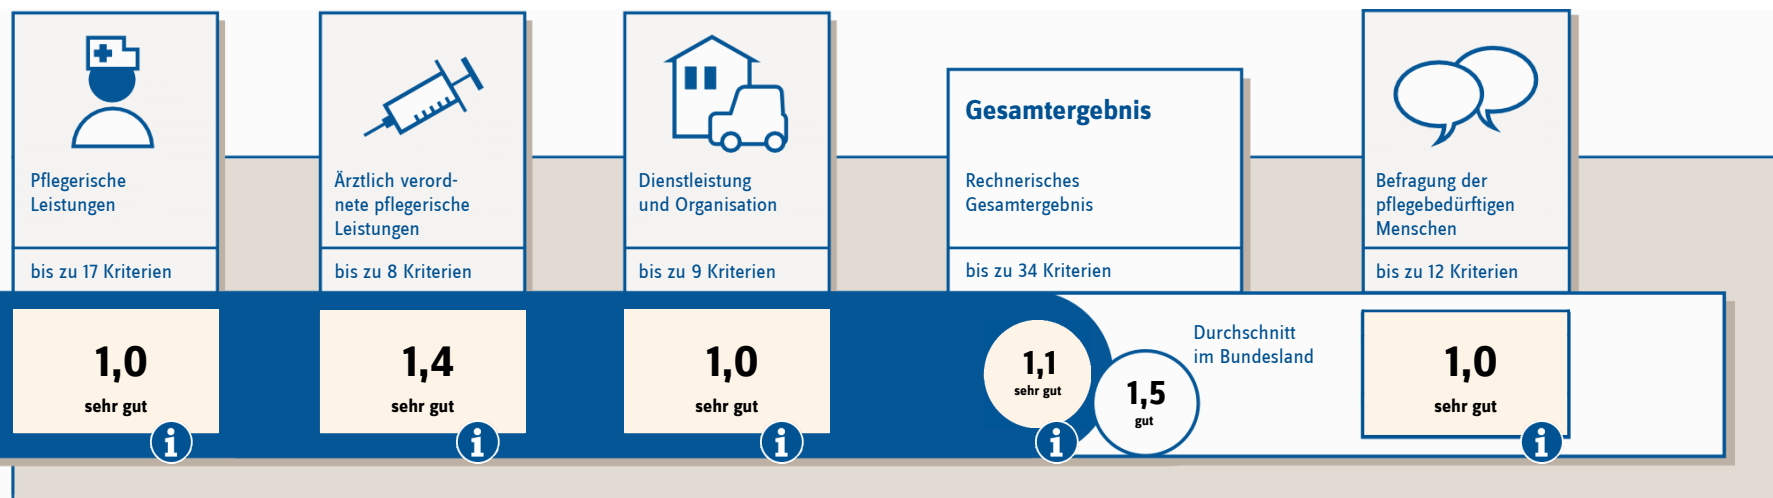 Pflegerische
Leistungen
bis zu 17 Kriterien
1,0
sehr gut
i
Ärztlich verord-
nete pflegerische
Leistungen
bis zu 8 Kriterien
1,4
sehr gut
i
Dienstleistung
und Organisation
bis zu 9 Kriterien
1,0
sehr gut
i
Gesamtergebnis
Rechnerisches
Gesamtergebnis
bis zu 34 Kriterien
1,1
sehr gut
i
1,5
gut
Durchschnitt
im Bundesland
Befragung der
pflegebedürftigen
Menschen
bis zu 12 Kriterien
1,0
sehr gut
i